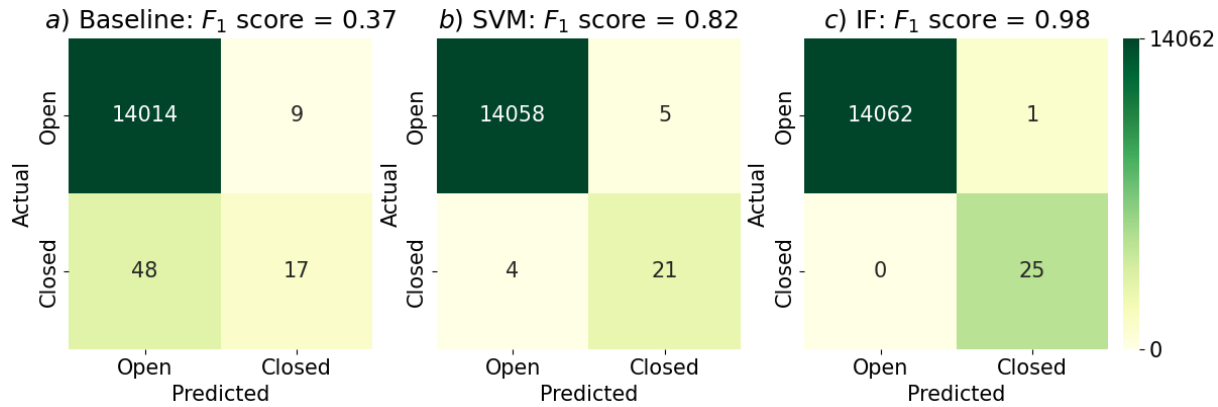 a) Baseline: F1 score = 0.37
Open
14014
9
Actual
Closed
48
17
Open
Closed
Predicted
b) SVM: F1 score = 0.82
Open
14058
5
Actual
Closed
4
21
Open
Closed
Predicted
c) IF: F1 score = 0.98
Open
14062
1
Actual
Closed
0
25
Open
Closed
Predicted
14062
0